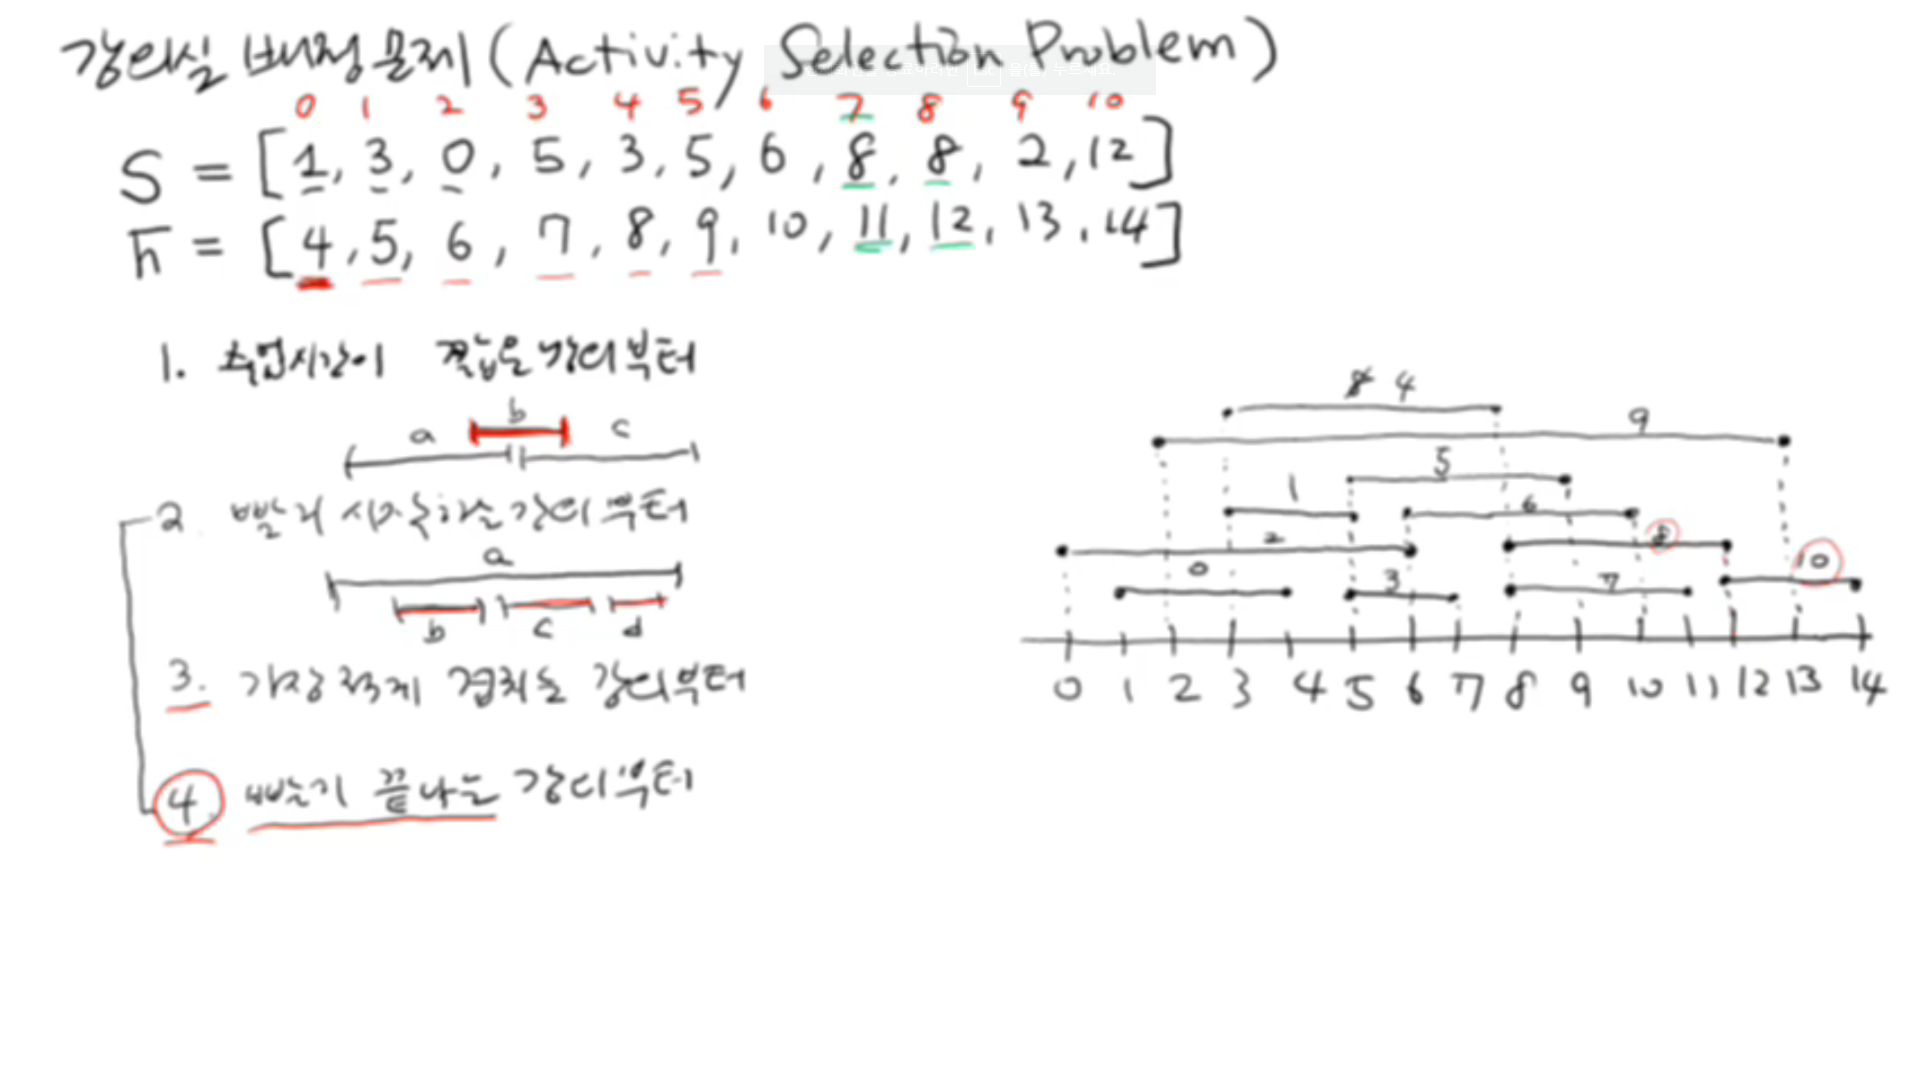 강의실 배정 문제 (Activity Selection Problem)
0 1 2 3 4 5 6 7 8 9 10
S = [1, 3, 0, 5, 3, 5, 6, 8, 8, 2, 12]
h = [4, 5, 6, 7, 8, 9, 10, 11, 12, 13, 14]
1. 수업시간이 짧은 강의부터
a b c
2. 빨리 시작하는 강의부터
a
b c d
3. 가장 적게 겹치는 강의부터
4. 빨리 끝나는 강의부터
4
9
5
1 6
2 8
0 3 7 10
0 1 2 3 4 5 6 7 8 9 10 11 12 13 14